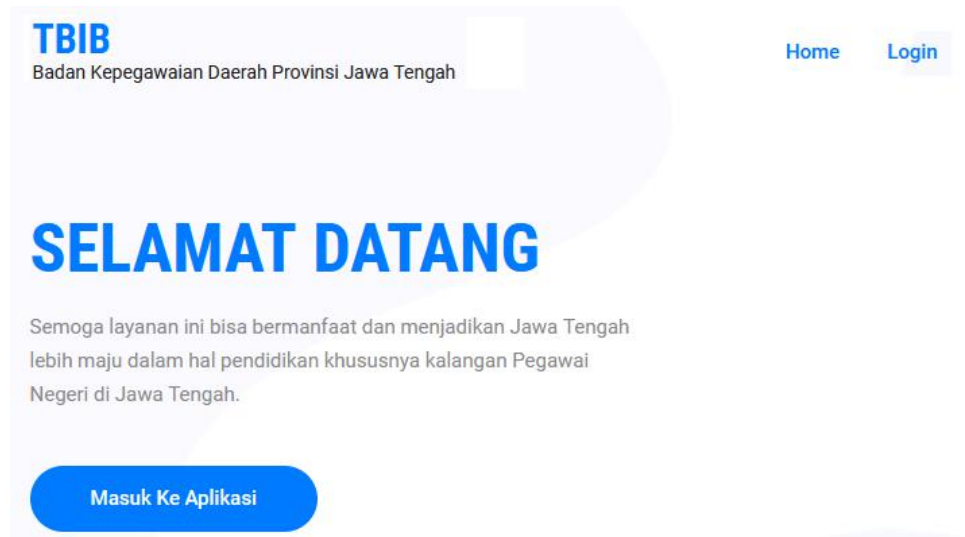 TBIB
Badan Kepegawaian Daerah Provinsi Jawa Tengah
Home
Login
SELAMAT DATANG
Semoga layanan ini bisa bermanfaat dan menjadikan Jawa Tengah
lebih maju dalam hal pendidikan khususnya kalangan Pegawai
Negeri di Jawa Tengah.
Masuk Ke Aplikasi